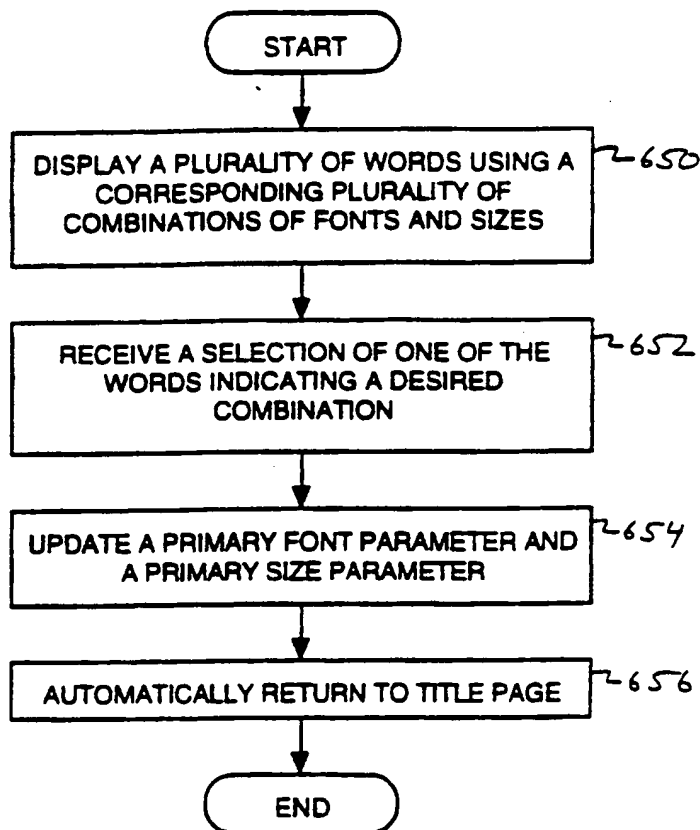 START
DISPLAY A PLURALITY OF WORDS USING A
CORRESPONDING PLURALITY OF
COMBINATIONS OF FONTS AND SIZES
650
RECEIVE A SELECTION OF ONE OF THE
WORDS INDICATING A DESIRED
COMBINATION
652
UPDATE A PRIMARY FONT PARAMETER AND
A PRIMARY SIZE PARAMETER
654
AUTOMATICALLY RETURN TO TITLE PAGE
656
END